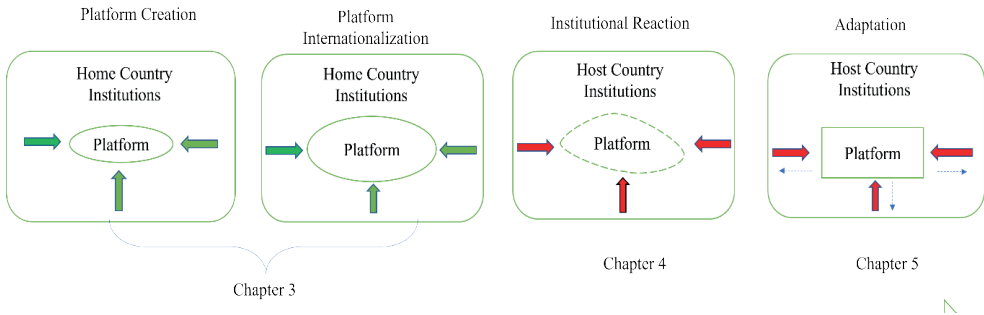 Platform Creation
Platform
Internationalization
Institutional Reaction
Adaptation
Home Country
Institutions
Platform
Home Country
Institutions
Platform
Host Country
Institutions
Platform
Host Country
Institutions
Platform
Chapter 3
Chapter 4
Chapter 5